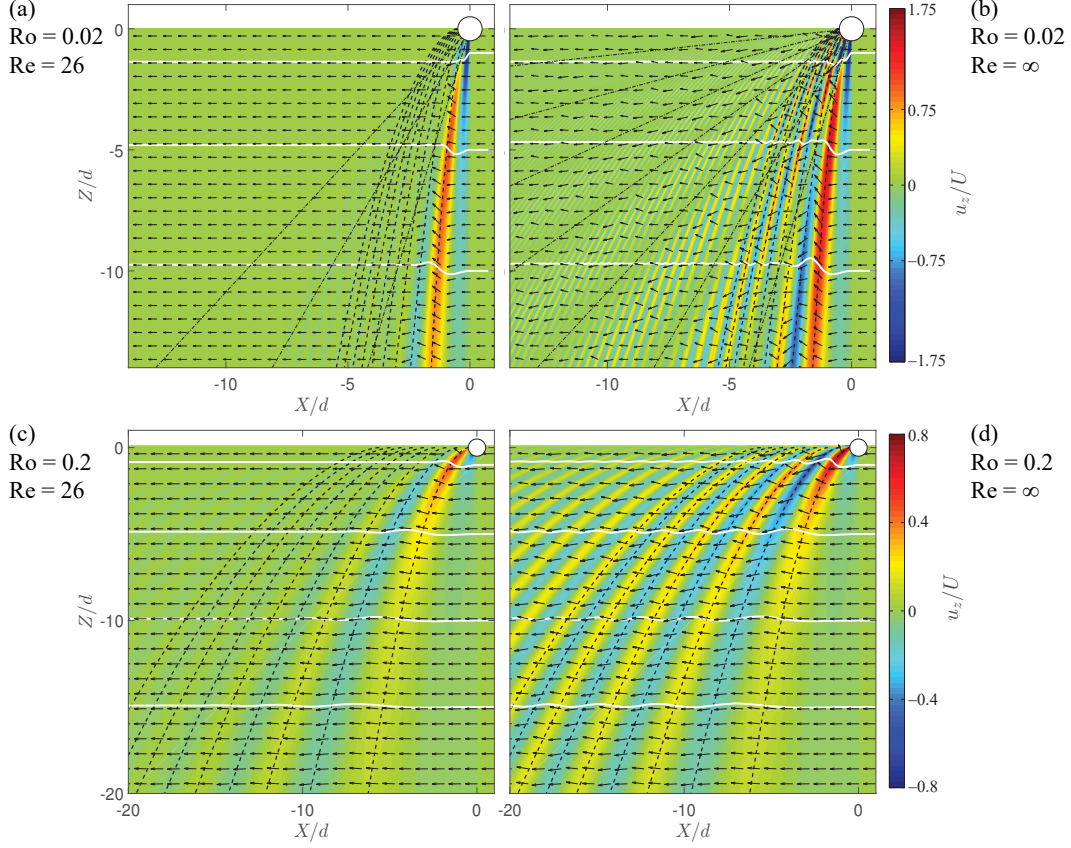 (a)
Ro = 0.02
Re = 26
0
-5
-10
Z/d
-10
-5
0
X/d
-10
-5
0
X/d
1.75
0.75
0
−0.75
−1.75
u_z/U
(b)
Ro = 0.02
Re = ∞
(c)
Ro = 0.2
Re = 26
0
-5
-10
-20
Z/d
-20
-10
0
X/d
-10
0
X/d
0.8
0.4
0
−0.4
−0.8
u_z/U
(d)
Ro = 0.2
Re = ∞